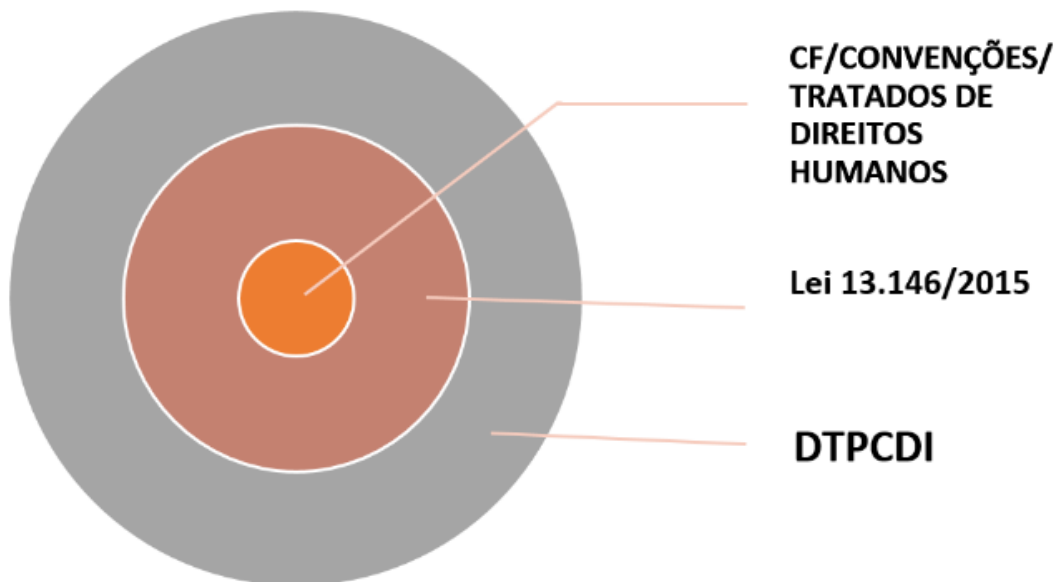 CF/CONVENÇÕES/
TRATADOS DE
DIREITOS
HUMANOS
Lei 13.146/2015
DTPCDI